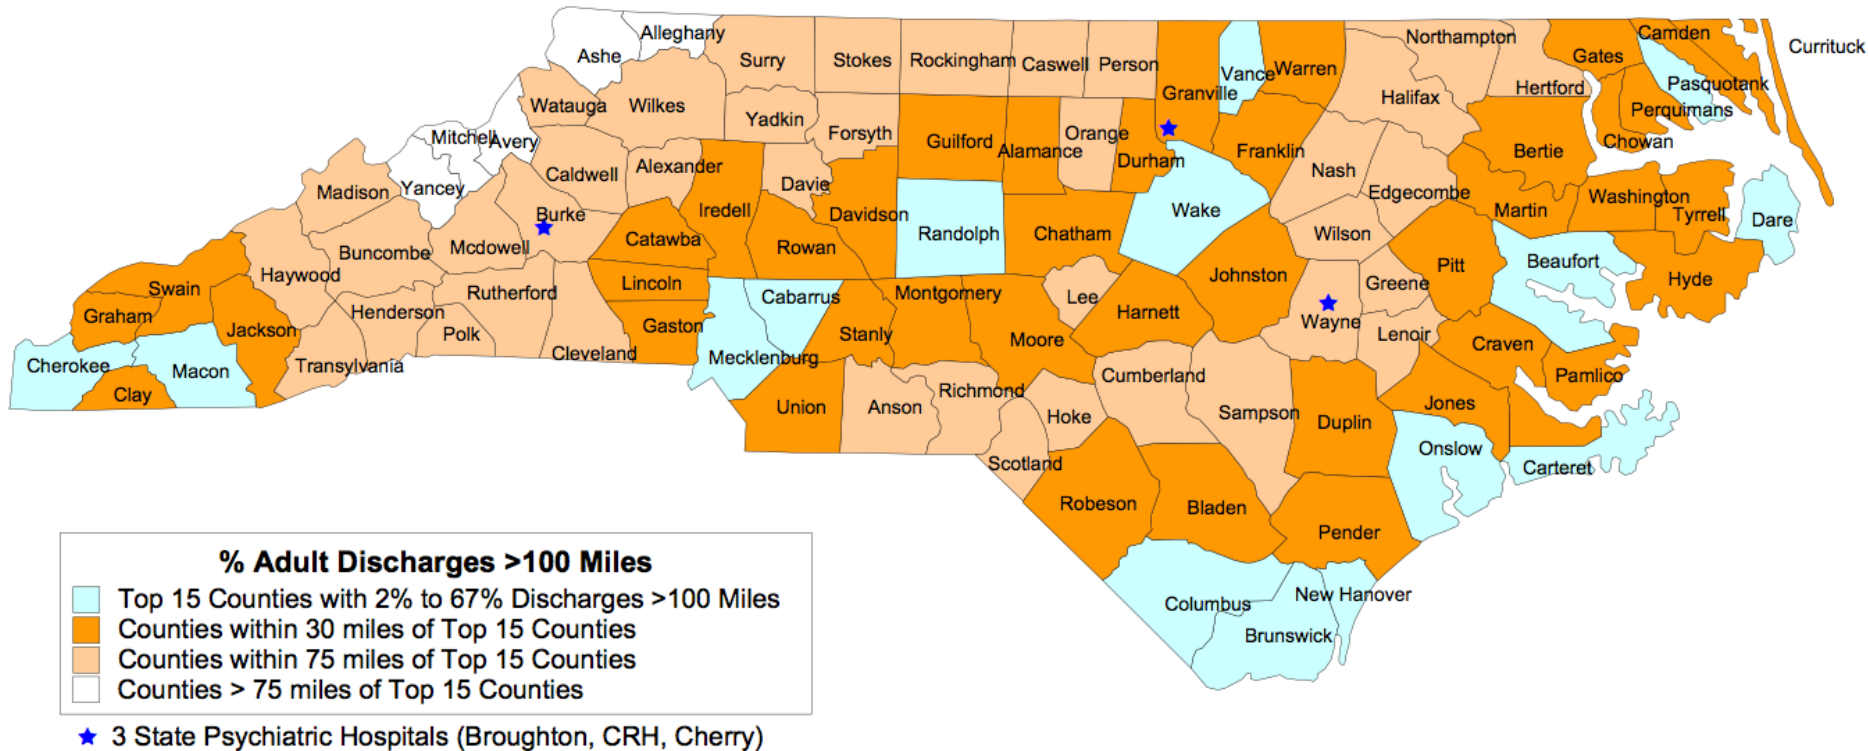 Alleghany
Ashe
Surry
Stokes
Rockingham
Caswell
Person
Northampton
Camden
Currituck
Gates
Vance
Warren
Granville
Halifax
Hertford
Pasquotank
Perquimans
Watauga
Wilkes
Yadkin
Forsyth
Guilford
Alamance
Orange
Durham
Franklin
Nash
Bertie
Chowan
Mitchell
Avery
Caldwell
Alexander
Madison
Yancey
Davie
Edgecombe
Burke
Iredell
Davidson
Randolph
Chatham
Wake
Martin
Washington
Tyrrell
Dare
Buncombe
Mcdowell
Catawba
Rowan
Wilson
Pitt
Beaufort
Hyde
Haywood
Swain
Rutherford
Lincoln
Cabarrus
Montgomery
Lee
Harnett
Johnston
Greene
Graham
Jackson
Henderson
Polk
Gaston
Stanly
Moore
Wayne
Lenoir
Craven
Cherokee
Macon
Transylvania
Cleveland
Mecklenburg
Cumberland
Pamlico
Clay
Union
Anson
Richmond
Hoke
Sampson
Duplin
Jones
Scotland
Onslow
Carteret
Robeson
Bladen
Pender
Columbus
New Hanover
Brunswick
% Adult Discharges >100 Miles
Top 15 Counties with 2% to 67% Discharges >100 Miles
Counties within 30 miles of Top 15 Counties
Counties within 75 miles of Top 15 Counties
Counties > 75 miles of Top 15 Counties
3 State Psychiatric Hospitals (Broughton, CRH, Cherry)